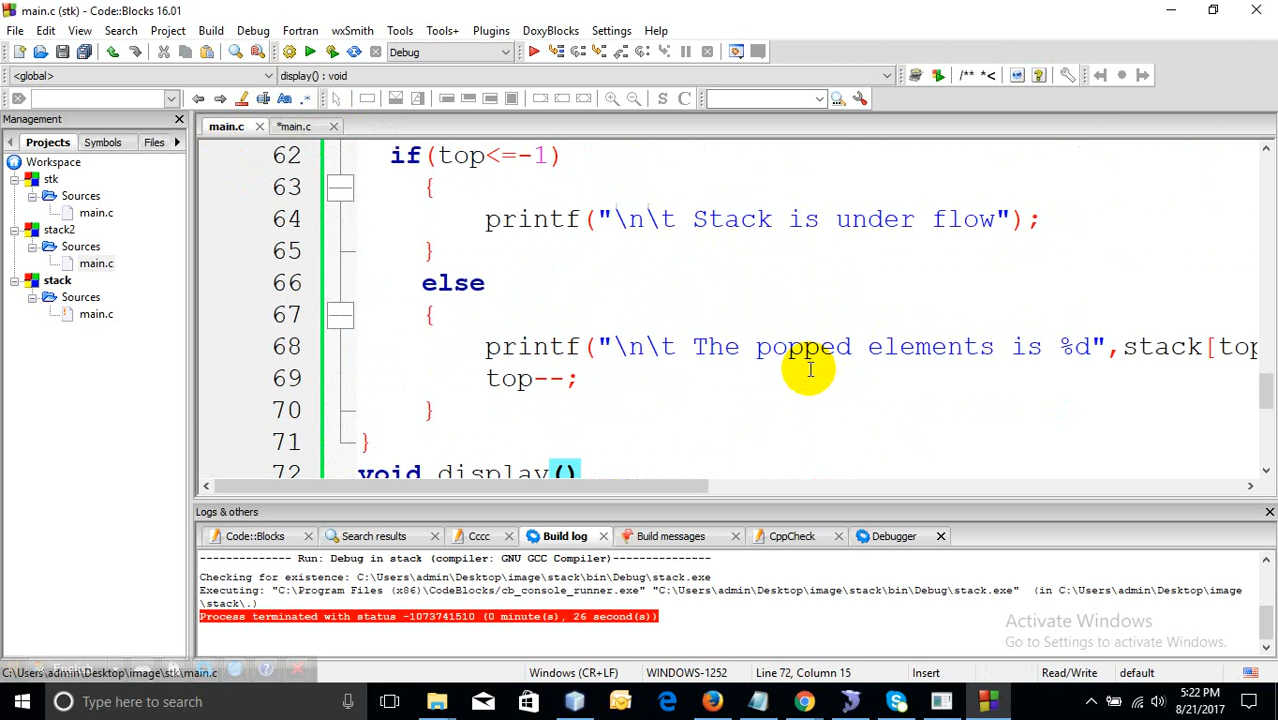 main.c (stk) - Code::Blocks 16.01
File Edit View Search Project Build Debug Fortran wxSmith Tools Tools+ Plugins DoxyBlocks Settings Help
Debug
<global>
display() : void
/** *<
Aa .*
S C
Management
Projects Symbols Files
Workspace
stk
Sources
main.c
stack2
Sources
main.c
stack
Sources
main.c
main.c *main.c
62 if(top<=-1)
63 {
64 printf("\n\t Stack is under flow");
65 }
66 else
67 {
68 printf("\n\t The popped elements is %d",stack[top
69 top--;
70 }
71 }
72 void display()
Logs & others
Code::Blocks Search results Cccc Build log Build messages CppCheck Debugger
-------------- Run: Debug in stack (compiler: GNU GCC Compiler)---------------
Checking for existence: C:\Users\admin\Desktop\image\stack\bin\Debug\stack.exe
Executing: "C:\Program Files (x86)\CodeBlocks/cb_console_runner.exe" "C:\Users\admin\Desktop\image\stack\bin\Debug\stack.exe"  (in C:\Users\admin\Desktop\image
\stack\.)
Process terminated with status -1073741510 (0 minute(s), 26 second(s))
Activate Windows
Go to Settings to activate Windows.
C:\Users\admin\Desktop\image\stk\main.c Windows (CR+LF) WINDOWS-1252 Line 72, Column 15 Insert Read/Write default
Type here to search
5:22 PM
8/21/2017